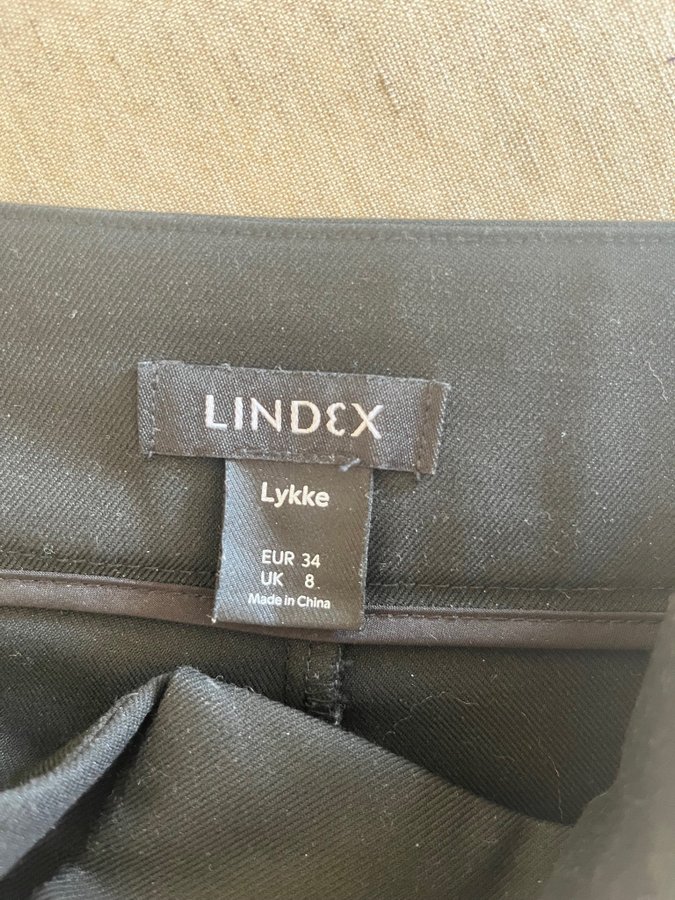 LINDEX
Lykke
EUR 34
UK 8
Made in China